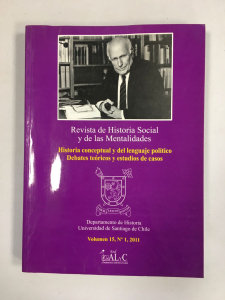 Revista de Historia Social
y de las Mentalidades
Historia conceptual y del lenguaje político
Debates teóricos y estudios de casos
Departamento de Historia
Universidad de Santiago de Chile
Volumen 15, Nº 1, 2011